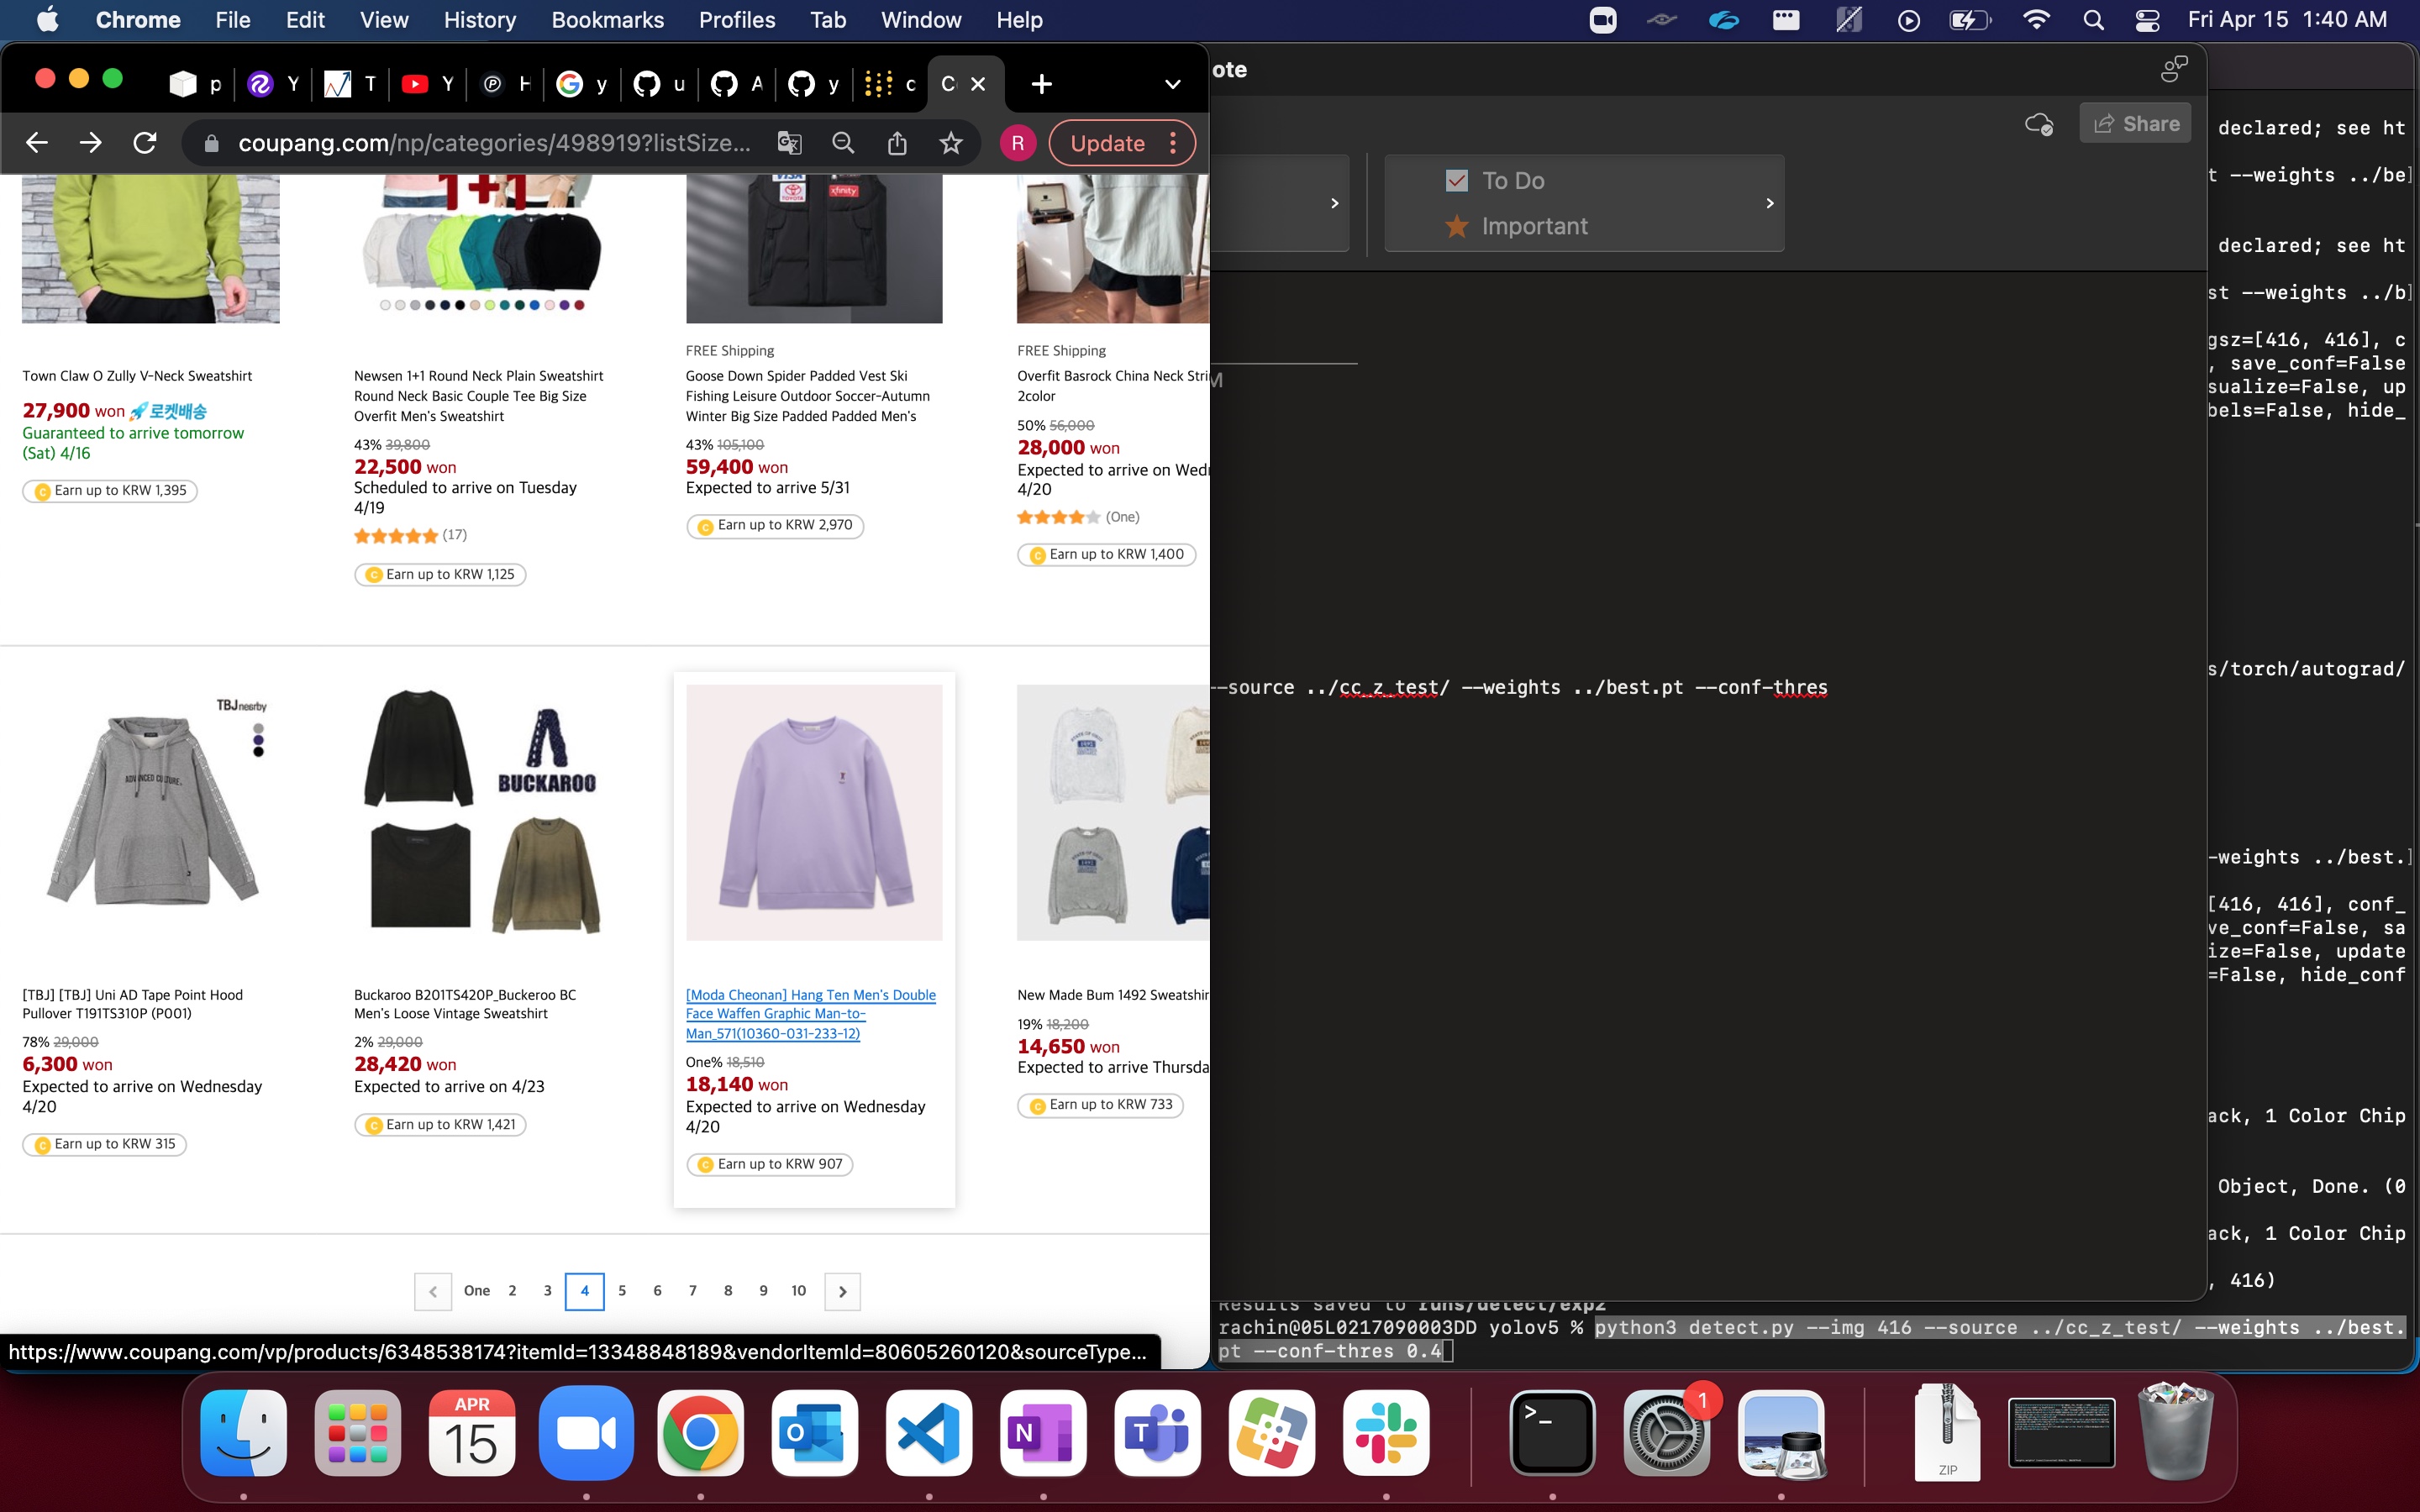 Chrome File Edit View History Bookmarks Profiles Tab Window Help
Fri Apr 15 1:40 AM
p Y T Y H y u A y c C
coupang.com/np/categories/498919?listSize...
R
Update
1+1
VISA
TOYOTA
xfinity
Town Claw O Zully V-Neck Sweatshirt
27,900 won 로켓배송
Guaranteed to arrive tomorrow
(Sat) 4/16
Earn up to KRW 1,395
Newsen 1+1 Round Neck Plain Sweatshirt
Round Neck Basic Couple Tee Big Size
Overfit Men's Sweatshirt
43% 39,800
22,500 won
Scheduled to arrive on Tuesday
4/19
(17)
Earn up to KRW 1,125
FREE Shipping
Goose Down Spider Padded Vest Ski
Fishing Leisure Outdoor Soccer-Autumn
Winter Big Size Padded Padded Men's
43% 105,100
59,400 won
Expected to arrive 5/31
Earn up to KRW 2,970
FREE Shipping
Overfit Basrock China Neck Stri
2color
50% 56,000
28,000 won
Expected to arrive on Wed
4/20
(One)
Earn up to KRW 1,400
TBJ nearby
ADVANCED CULTURE.
[TBJ] [TBJ] Uni AD Tape Point Hood
Pullover T191TS310P (P001)
78% 29,000
6,300 won
Expected to arrive on Wednesday
4/20
Earn up to KRW 315
BUCKAROO
Buckaroo B201TS420P_Buckeroo BC
Men's Loose Vintage Sweatshirt
2% 29,000
28,420 won
Expected to arrive on 4/23
Earn up to KRW 1,421
[Moda Cheonan] Hang Ten Men's Double
Face Waffen Graphic Man-to-
Man_571(10360-031-233-12)
One% 18,510
18,140 won
Expected to arrive on Wednesday
4/20
Earn up to KRW 907
New Made Bum 1492 Sweatshir
19% 18,200
14,650 won
Expected to arrive Thursda
Earn up to KRW 733
One 2 3 4 5 6 7 8 9 10
https://www.coupang.com/vp/products/6348538174?itemId=13348848189&vendorItemId=80605260120&sourceType...
ote
Share
To Do
Important
M
--source ../cc_z_test/ --weights ../best.pt --conf-thres
declared; see ht
t --weights ../be]
declared; see ht
st --weights ../b]
gsz=[416, 416], c
, save_conf=False
sualize=False, up
bels=False, hide_
s/torch/autograd/
-weights ../best.]
[416, 416], conf_
ve_conf=False, sa
ize=False, update
=False, hide_conf
ack, 1 Color Chip
Object, Done. (0
ack, 1 Color Chip
, 416)
Results saved to runs/detect/exp2
rachin@05L0217090003DD yolov5 % python3 detect.py --img 416 --source ../cc_z_test/ --weights ../best.
pt --conf-thres 0.4
APR
15
1
ZIP